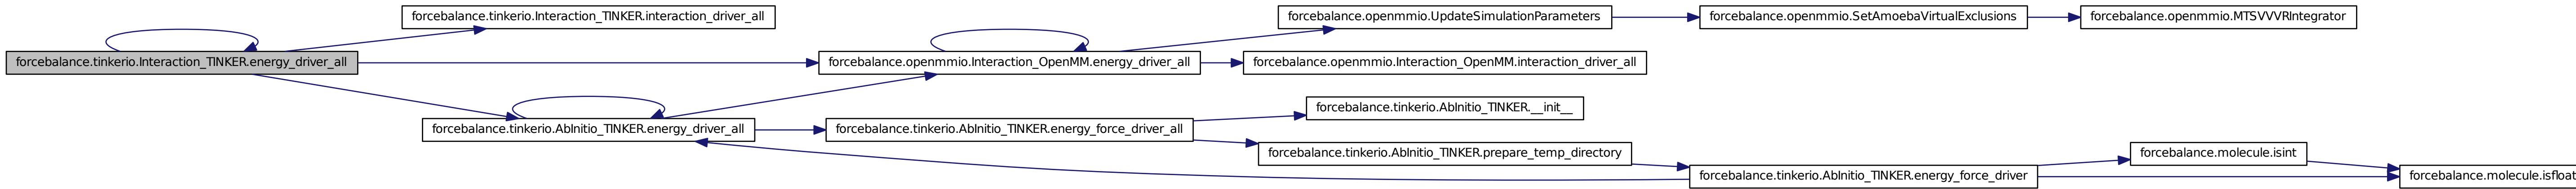 forcebalance.tinkerio.Interaction_TINKER.energy_driver_all
forcebalance.tinkerio.Interaction_TINKER.interaction_driver_all
forcebalance.openmmio.Interaction_OpenMM.energy_driver_all
forcebalance.tinkerio.AbInitio_TINKER.energy_driver_all
forcebalance.openmmio.UpdateSimulationParameters
forcebalance.openmmio.SetAmoebaVirtualExclusions
forcebalance.openmmio.MTSVVVRIntegrator
forcebalance.openmmio.Interaction_OpenMM.interaction_driver_all
forcebalance.tinkerio.AbInitio_TINKER.energy_force_driver_all
forcebalance.tinkerio.AbInitio_TINKER.__init__
forcebalance.tinkerio.AbInitio_TINKER.prepare_temp_directory
forcebalance.tinkerio.AbInitio_TINKER.energy_force_driver
forcebalance.molecule.isint
forcebalance.molecule.isfloat